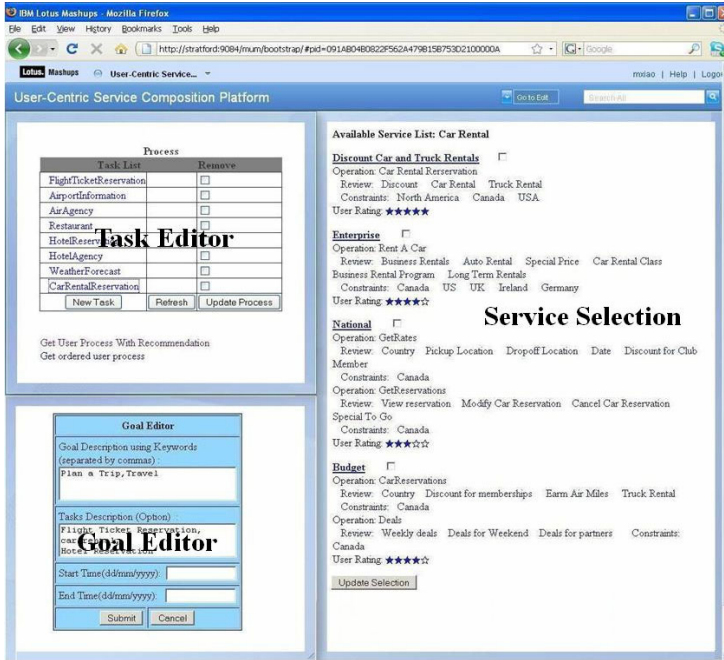 IBM Lotus Mashups - Mozilla Firefox
File Edit View History Bookmarks Tools Help
http://stratford:9084/mum/bootstrap/#pid=091AB04B0822F562A479B15B753D2100000A
Google
Lotus. Mashups User-Centric Service...
mxiao | Help | Logo
User-Centric Service Composition Platform
Go to Edit
Search All
Process
Task List Remove
FlightTicketReservation
AirportInformation
AirAgency
Restaurant
Task Editor
HotelAgency
WeatherForecast
CarRentalReservation
New Task Refresh Update Process
Get User Process With Recommendation
Get ordered user process
Goal Editor
Goal Description using Keywords
(separated by commas) :
Plan a Trip,Travel
Tasks Description (Option) :
Flight Ticket Reservation,
Goal Editor
Hotel Reservation
Start Time(dd/mm/yyyy):
End Time(dd/mm/yyyy):
Submit Cancel
Available Service List: Car Rental
Discount Car and Truck Rentals
Operation: Car Rental Rerservation
Review: Discount Car Rental Truck Rental
Constraints: North America Canada USA
User Rating: ★★★★★
Enterprise
Operation: Rent A Car
Review: Business Rentals Auto Rental Special Price Car Rental Class
Business Rental Program Long Term Rentals
Constraints: Canada US UK Ireland Germany
User Rating: ★★★★☆
Service Selection
National
Operation: GetRates
Review: Country Pickup Location Dropoff Location Date Discount for Club
Member
Constraints: Canada
Operation: GetReservations
Review: View reservation Modify Car Reservation Cancel Car Reservation
Special To Go
Constraints: Canada
User Rating: ★★★☆☆
Budget
Operation: CarReservations
Review: Country Discount for memberships Earn Air Miles Truck Rental
Constraints: Canada
Operation: Deals
Review: Weekly deals Deals for Weekend Deals for partners Constraints:
Canada
User Rating: ★★★★☆
Update Selection